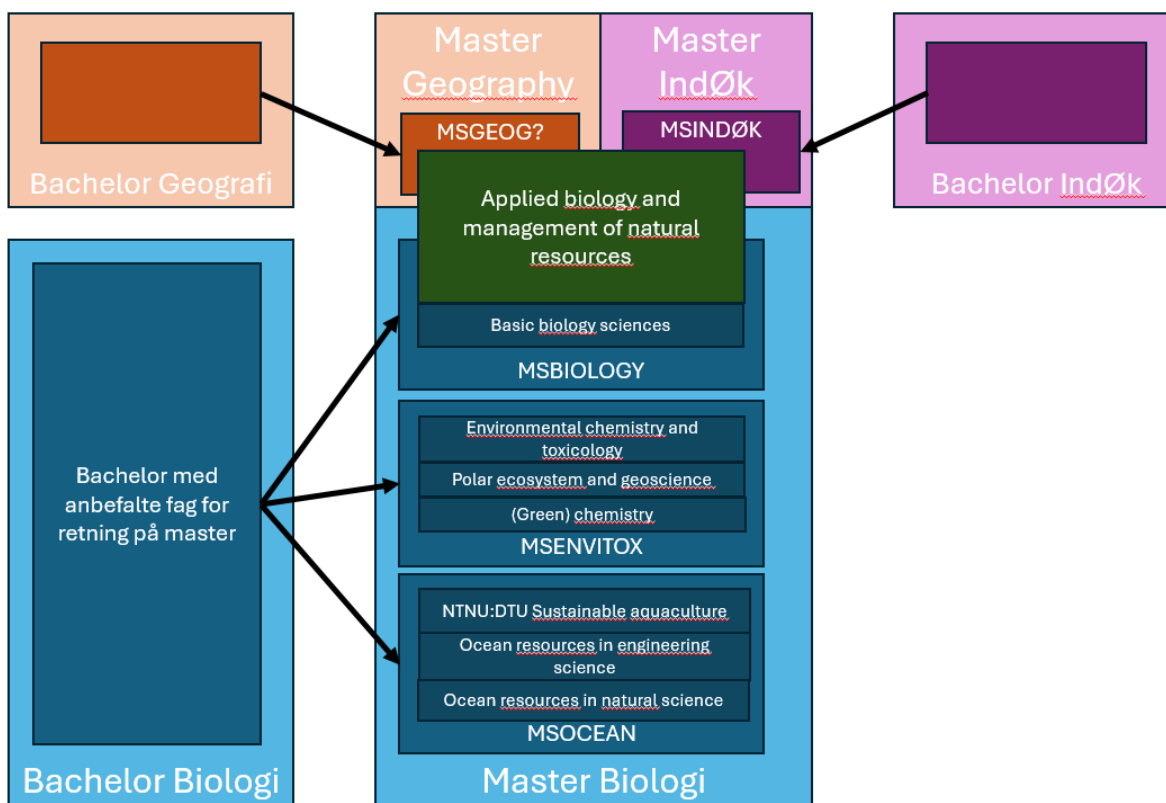 Bachelor Geografi
Master
Geography
MSGEOG?
Master
IndØk
MSINDØK
Bachelor IndØk
Applied biology and
management of natural
resources
Basic biology sciences
MSBIOLOGY
Environmental chemistry and
toxicology
Polar ecosystem and geoscience
(Green) chemistry
MSENVITOX
NTNU:DTU Sustainable aquaculture
Ocean resources in engineering
science
Ocean resources in natural science
MSOCEAN
Master Biologi
Bachelor med
anbefalte fag for
retning på master
Bachelor Biologi